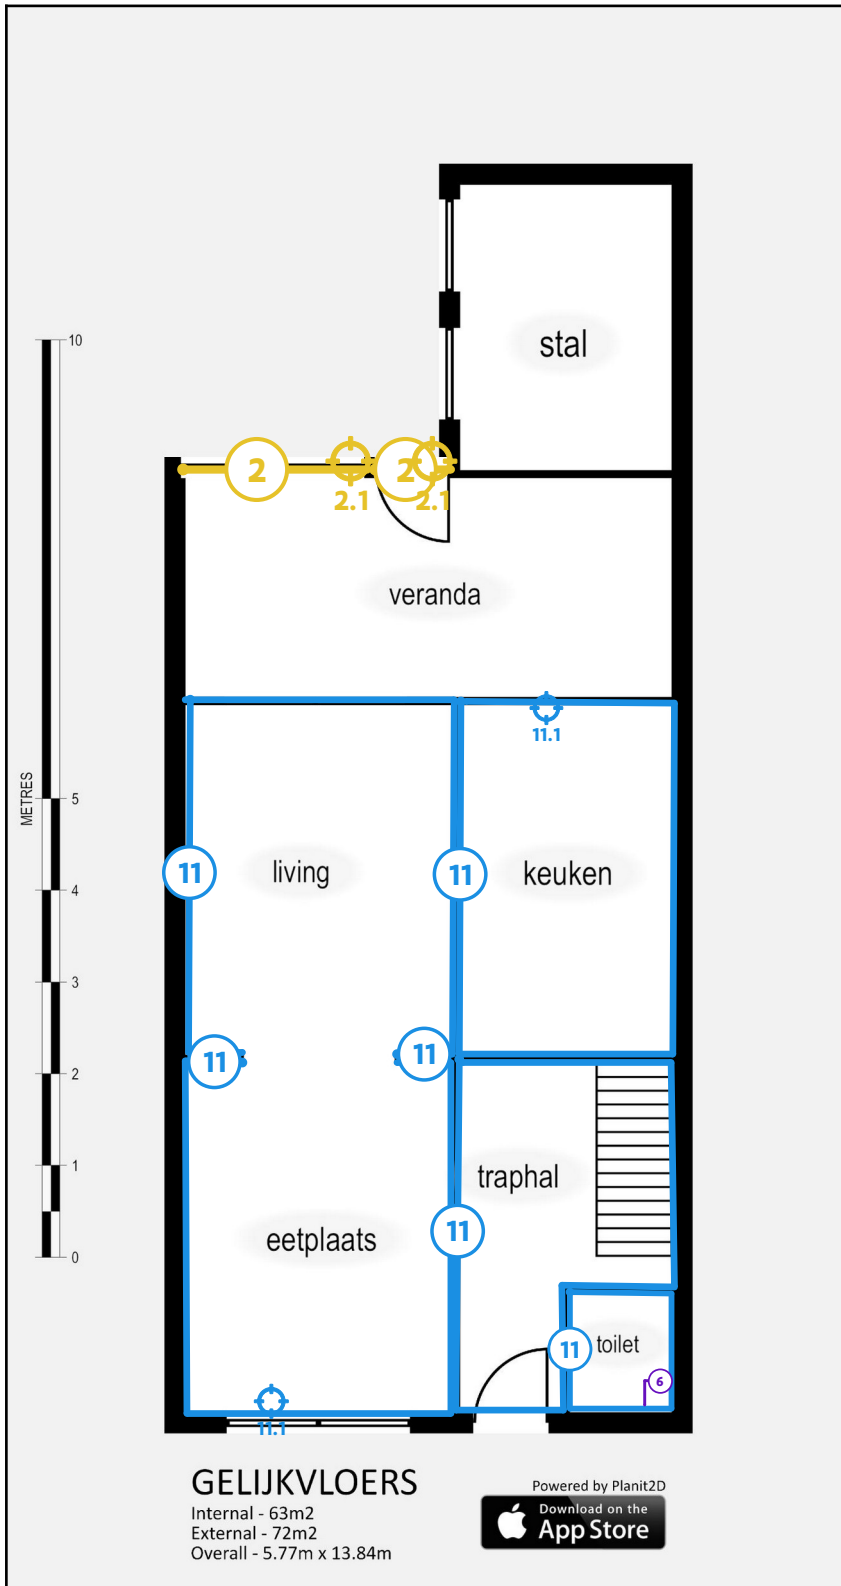 stal
10
2
2
2.1
2.1
veranda
11.1
METRES
5
living
keuken
11
11
4
3
11
11
2
traphal
1
11
eetplaats
0
toilet
11
6
11.1
GELIJKVLOERS
Internal - 63m2
External - 72m2
Overall - 5.77m x 13.84m
Powered by Planit2D
Download on the
App Store